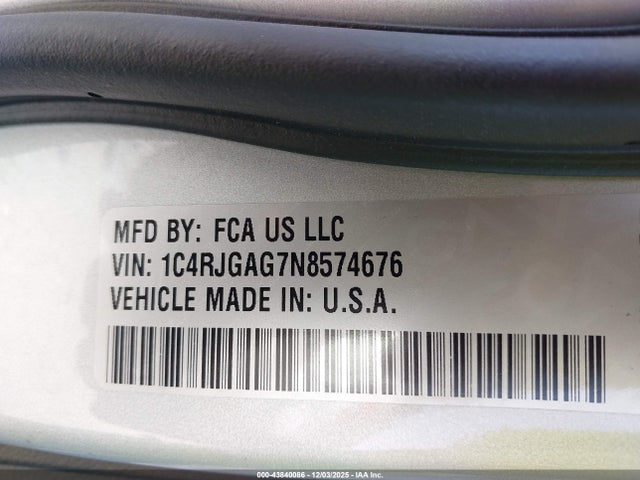 MFD BY: FCA US LLC
VIN: 1C4RJGAG7N8574676
VEHICLE MADE IN: U.S.A.
000-43840086 - 12/03/2025 - IAA Inc.